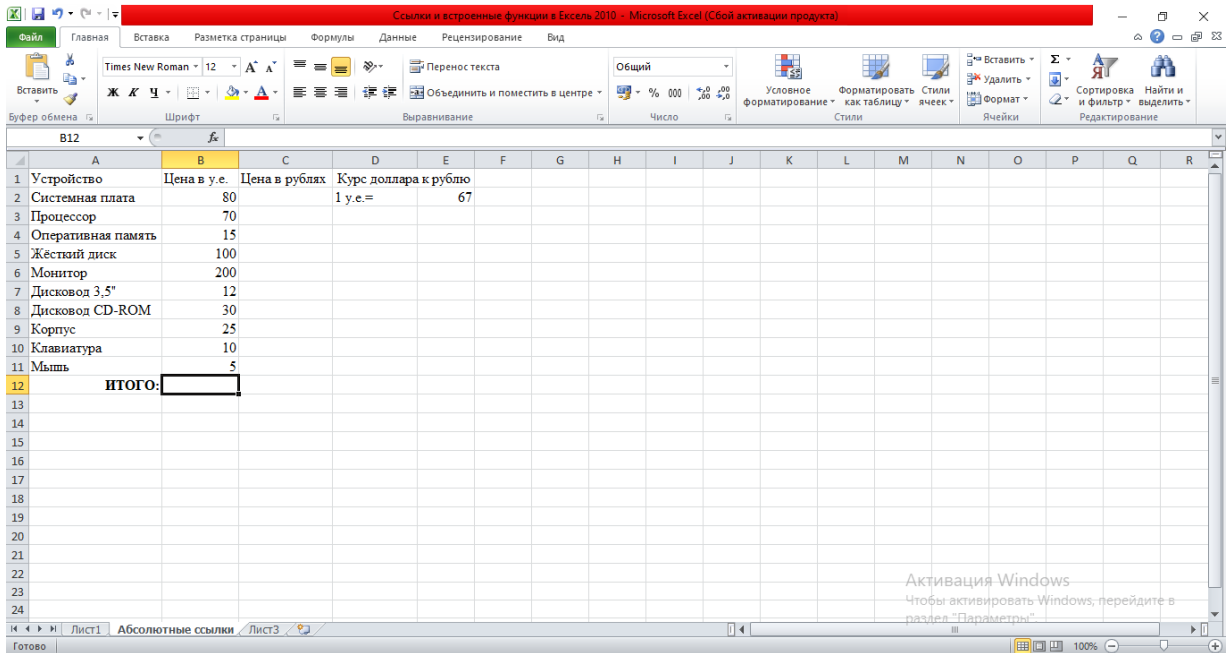 Ссылки и встроенные функции в Ексель 2010 - Microsoft Excel (Сбой активации продукта)
Файл Главная Вставка Разметка страницы Формулы Данные Рецензирование Вид
Times New Roman 12 Перенос текста Общий Вставить Σ
Вставить Удалить
Ж К Ч Объединить и поместить в центре % 000 Условное форматирование Форматировать как таблицу Стили ячеек Формат Сортировка и фильтр Найти и выделить
Буфер обмена Шрифт Выравнивание Число Стили Ячейки Редактирование
B12 fx
A B C D E F G H I J K L M N O P Q R
1 Устройство Цена в у.е. Цена в рублях Курс доллара к рублю
2 Системная плата 80 1 у.е.= 67
3 Процессор 70
4 Оперативная память 15
5 Жёсткий диск 100
6 Монитор 200
7 Дисковод 3,5" 12
8 Дисковод CD-ROM 30
9 Корпус 25
10 Клавиатура 10
11 Мышь 5
12 ИТОГО:
13
14
15
16
17
18
19
20
21
22
23
24
Активация Windows
Чтобы активировать Windows, перейдите в
раздел "Параметры".
Лист1 Абсолютные ссылки Лист3
Готово 100%